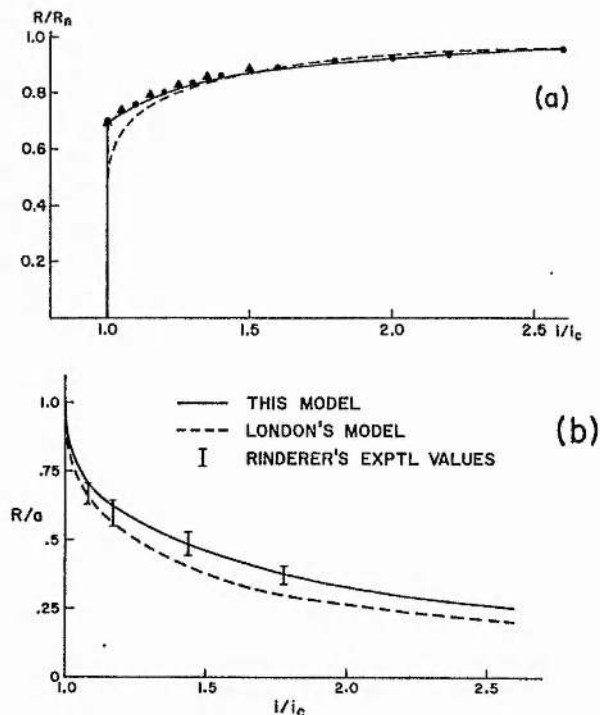 R/Rn
1.0
0.8
(a)
0.6
0.4
0.2
1.0 1.5 2.0 2.5 i/ic
1.0
THIS MODEL
(b)
LONDON'S MODEL
.75
RINDERER'S EXPTL VALUES
R/a
.5
.25
0
1.0 1.5 2.0 2.5
i/ic